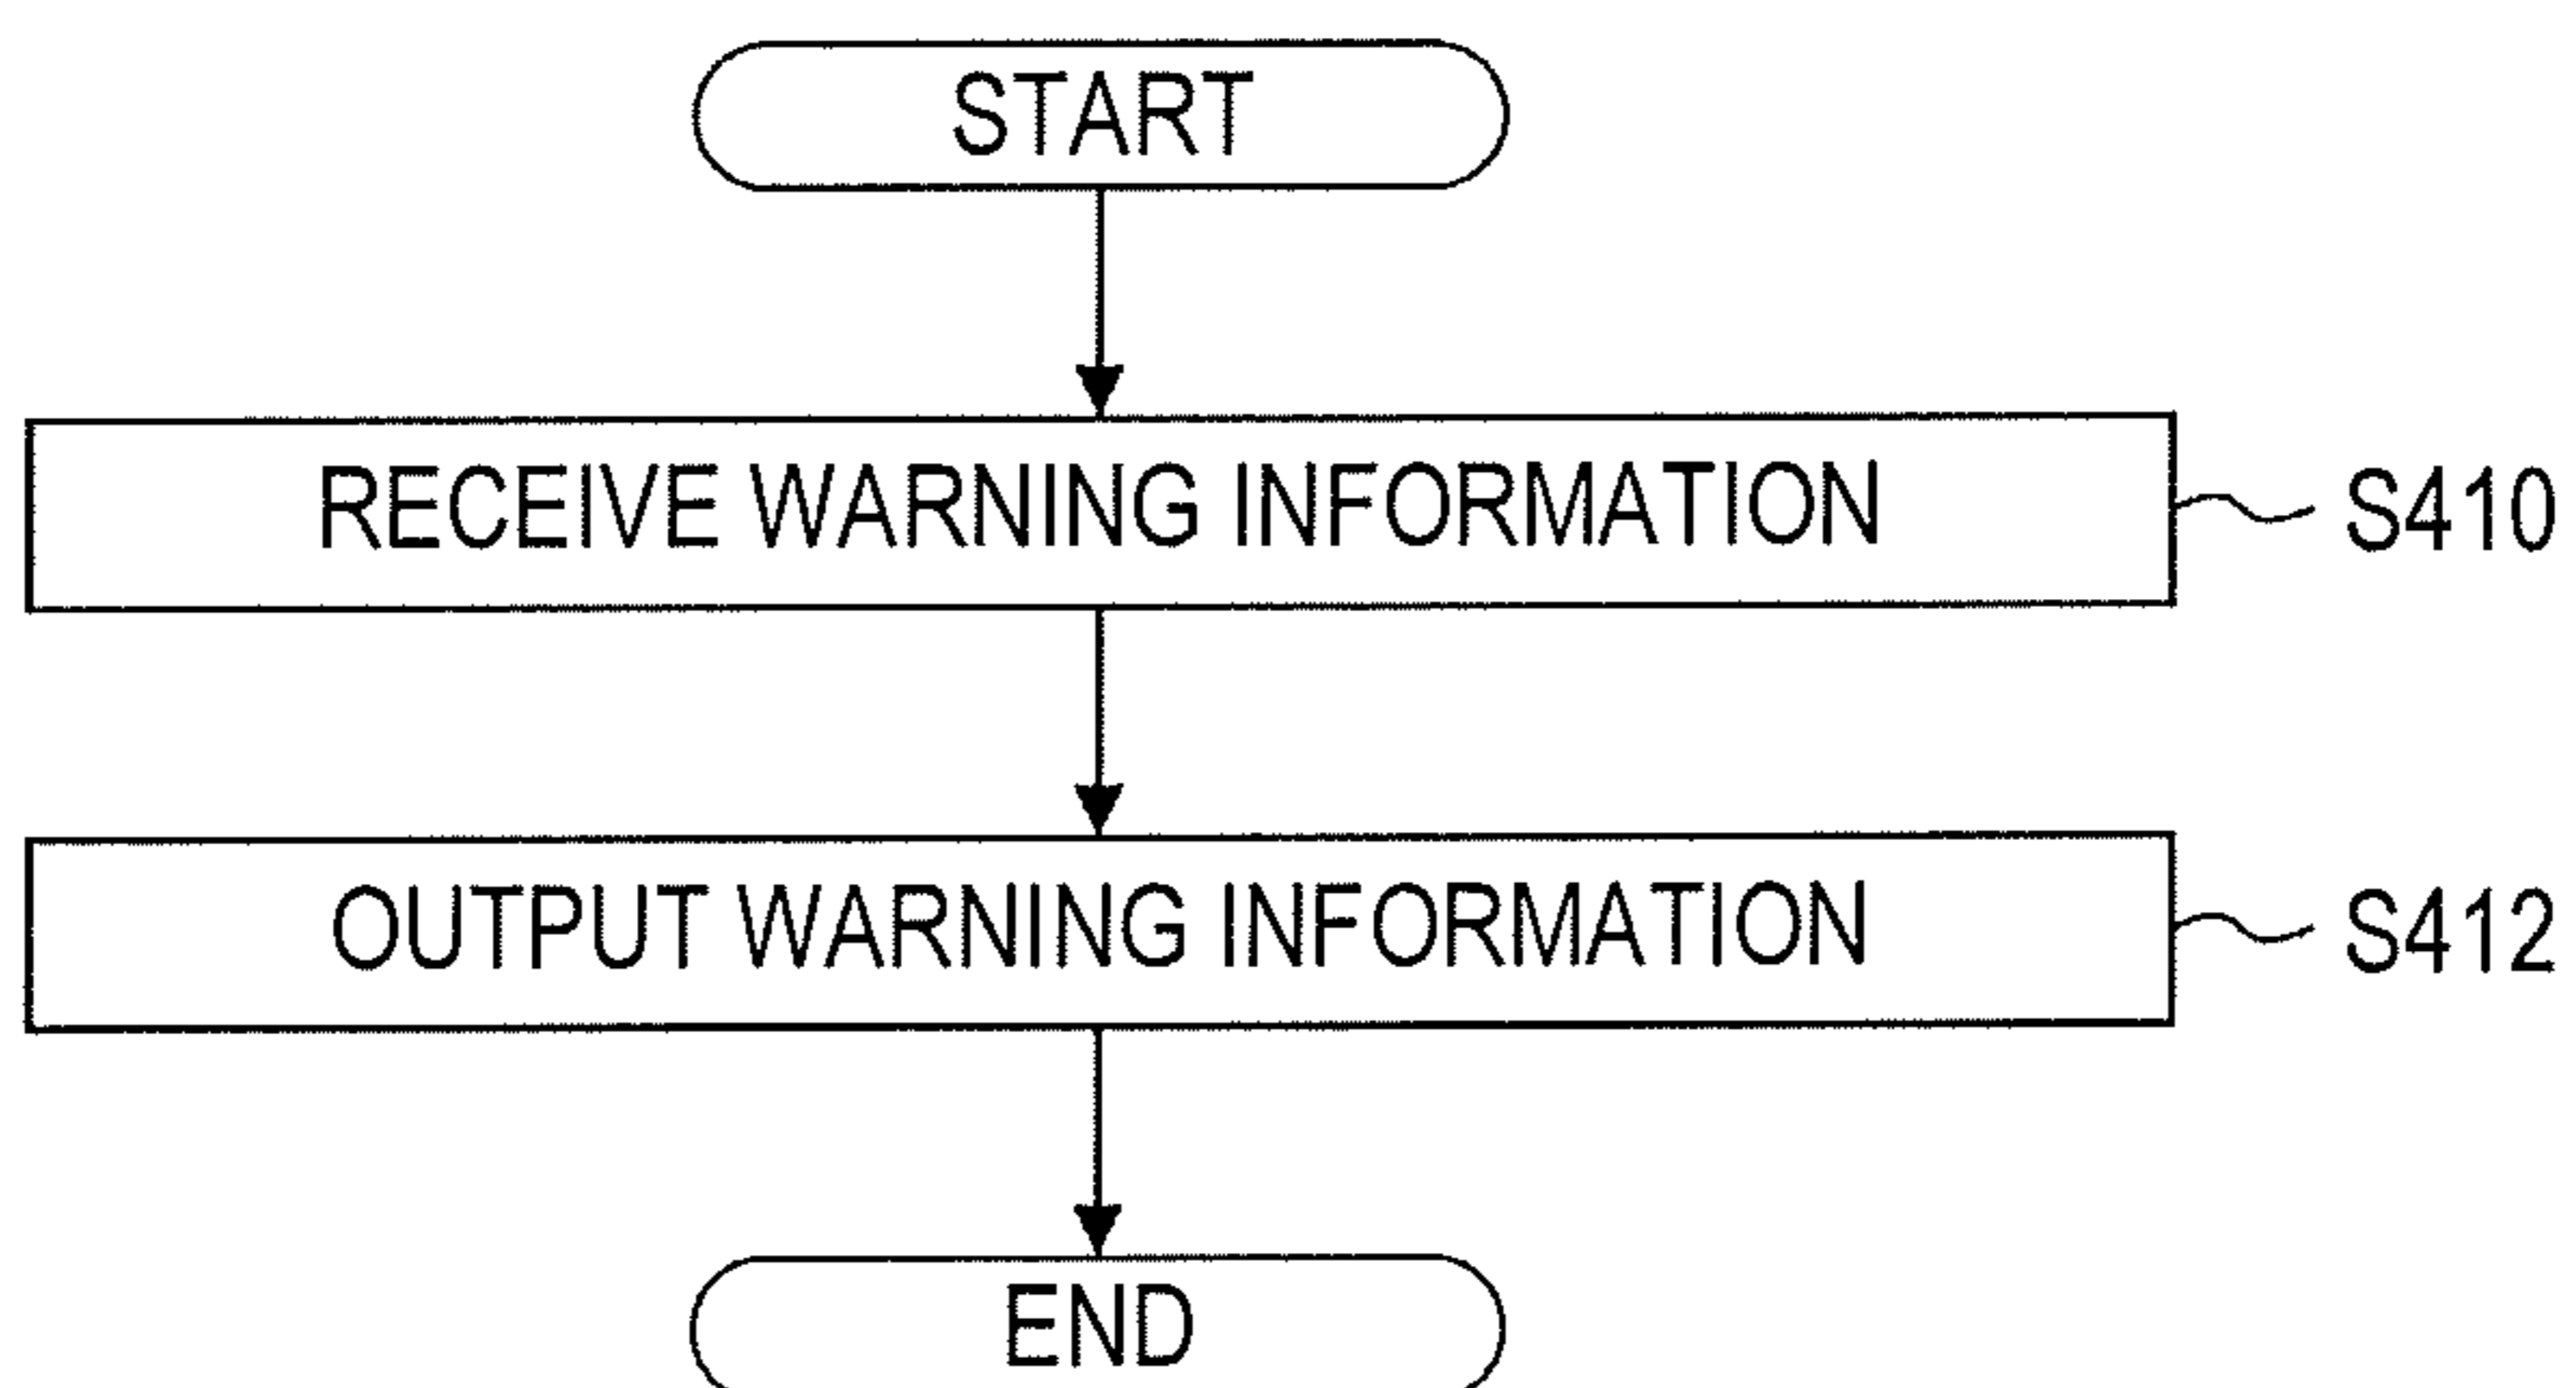 START
RECEIVE WARNING INFORMATION S410
OUTPUT WARNING INFORMATION S412
END